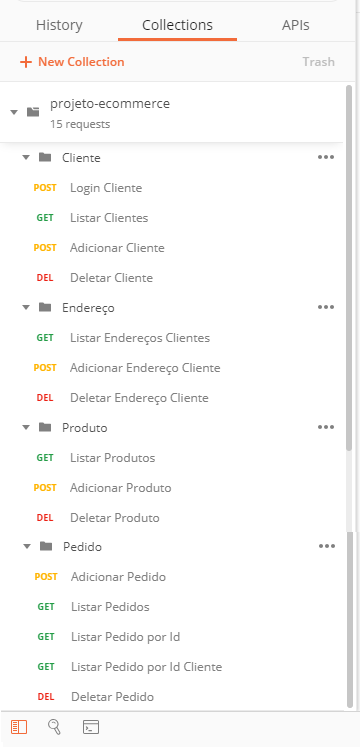 History Collections APIs
+ New Collection Trash
projeto-ecommerce
15 requests
Cliente
POST Login Cliente
GET Listar Clientes
POST Adicionar Cliente
DEL Deletar Cliente
Endereço
GET Listar Endereços Clientes
POST Adicionar Endereço Cliente
DEL Deletar Endereço Cliente
Produto
GET Listar Produtos
POST Adicionar Produto
DEL Deletar Produto
Pedido
POST Adicionar Pedido
GET Listar Pedidos
GET Listar Pedido por Id
GET Listar Pedido por Id Cliente
DEL Deletar Pedido